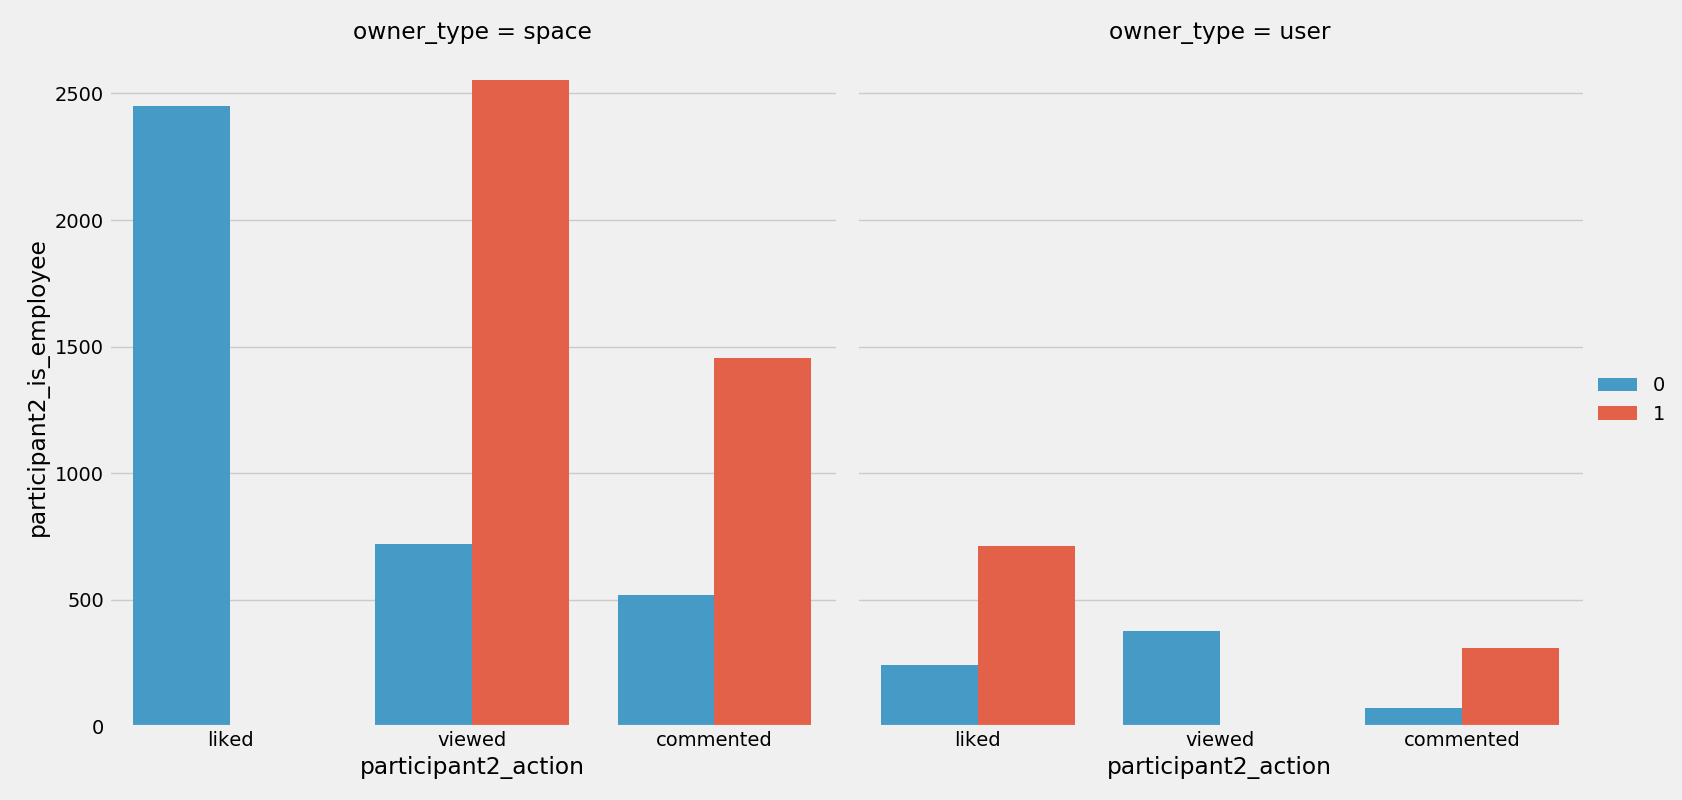 owner_type = space
owner_type = user
participant2_is_employee
2500
2000
1500
1000
500
0
liked
viewed
commented
liked
viewed
commented
participant2_action
participant2_action
0
1